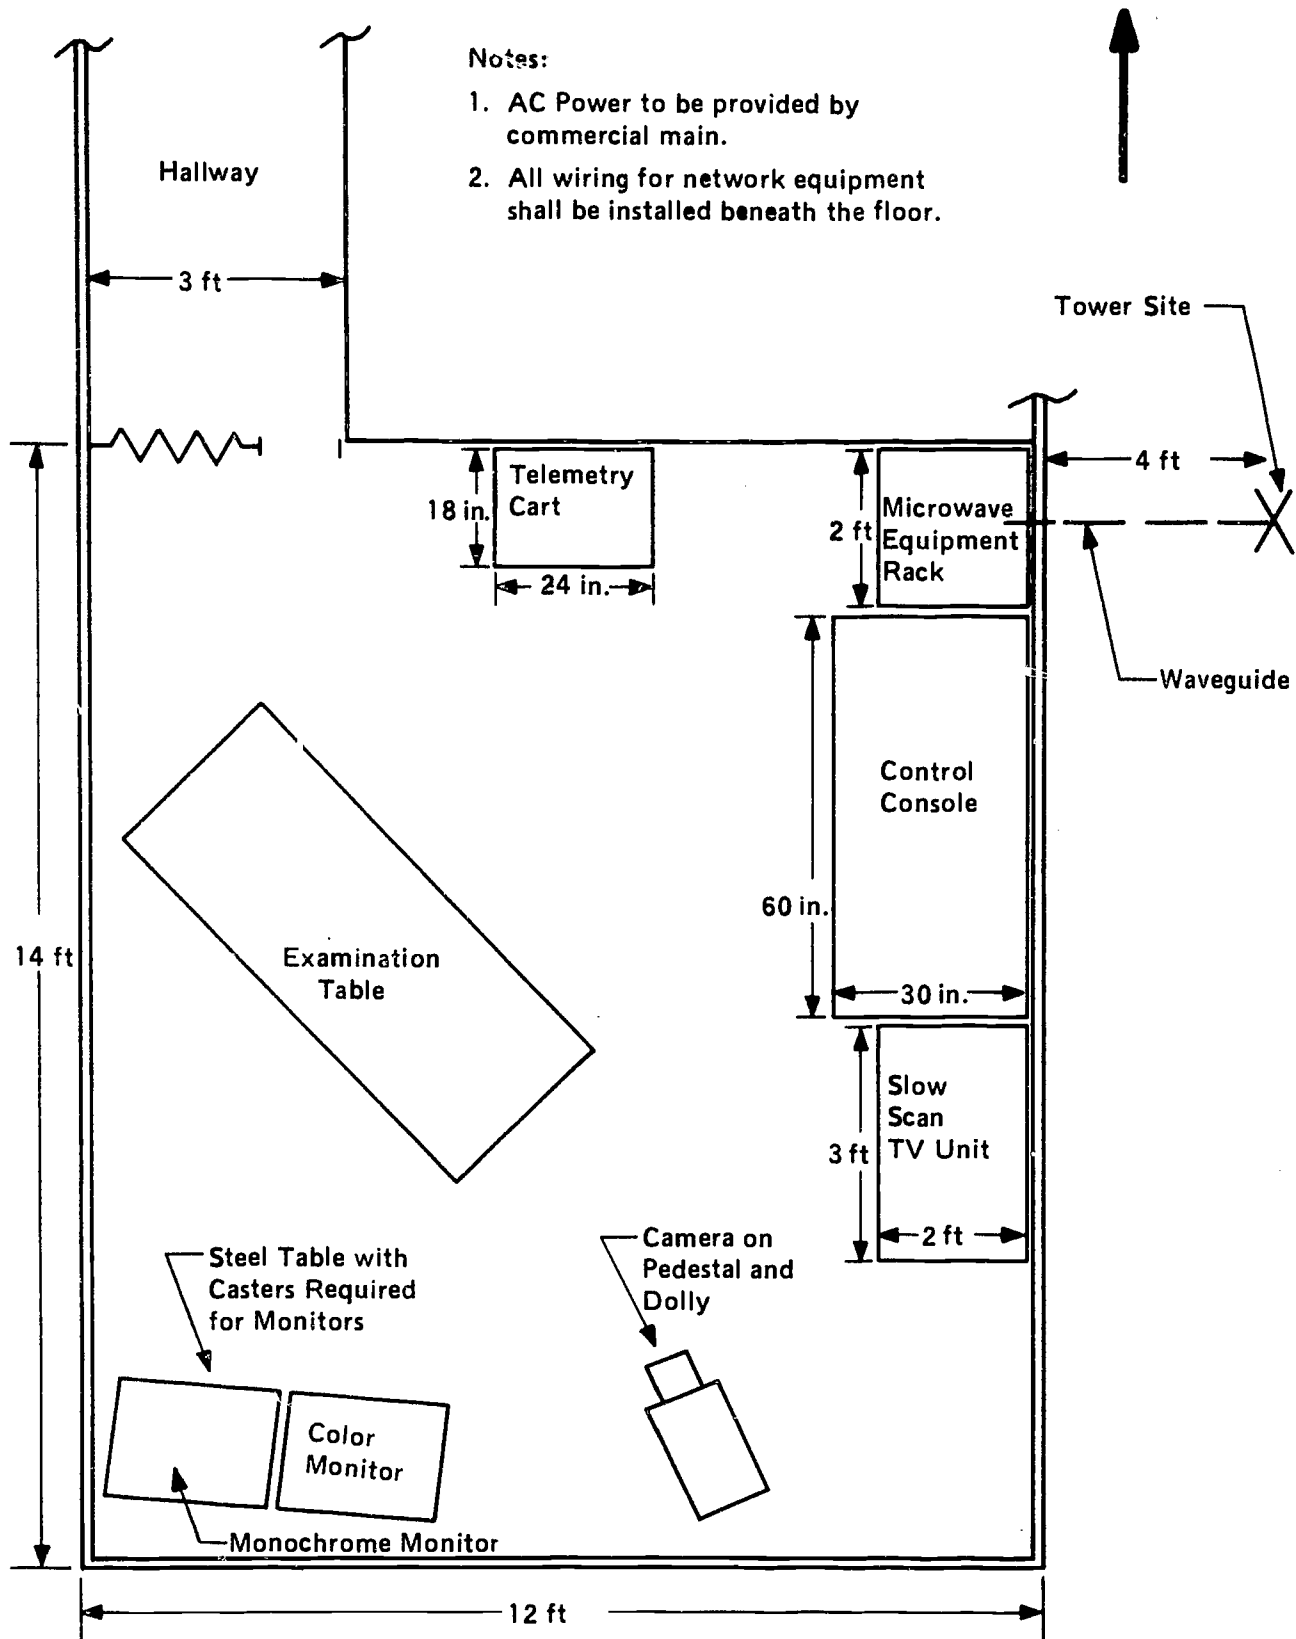 Notes:
1. AC Power to be provided by
commercial main.
2. All wiring for network equipment
shall be installed beneath the floor.
Hallway
3 ft
Tower Site
4 ft
Telemetry
Cart
18 in.
24 in.
Microwave
Equipment
Rack
2 ft
Waveguide
Control
Console
60 in.
30 in.
14 ft
Examination
Table
Slow
Scan
TV Unit
3 ft
2 ft
Steel Table with
Casters Required
for Monitors
Camera on
Pedestal and
Dolly
Color
Monitor
Monochrome Monitor
12 ft